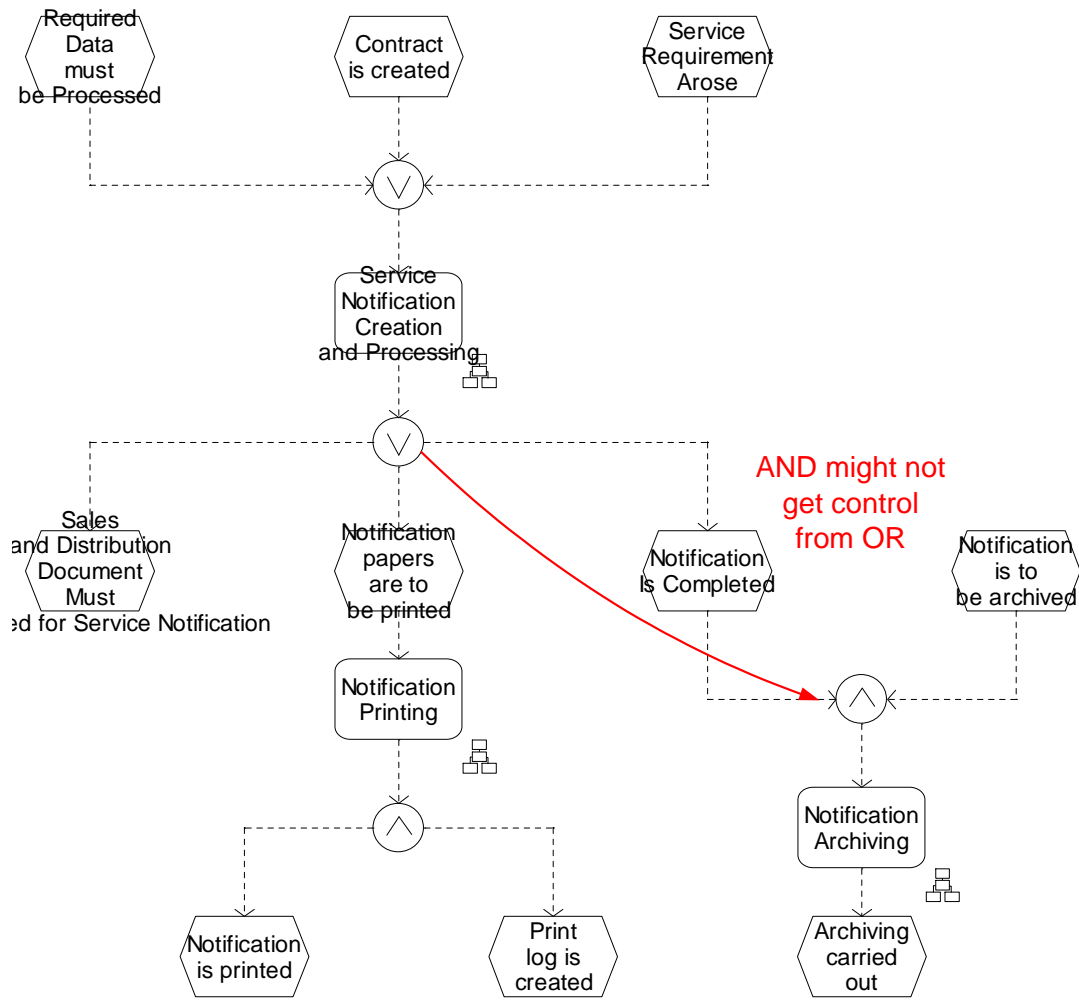 Required
Data
must
be Processed
Contract
is created
Service
Requirement
Arose
Service
Notification
Creation
and Processing
AND might not
get control
from OR
Sales
and Distribution
Document
Must
ed for Service Notification
Notification
papers
are to
be printed
Notification
Is Completed
Notification
is to
be archived
Notification
Printing
Notification
Archiving
Notification
is printed
Print
log is
created
Archiving
carried
out